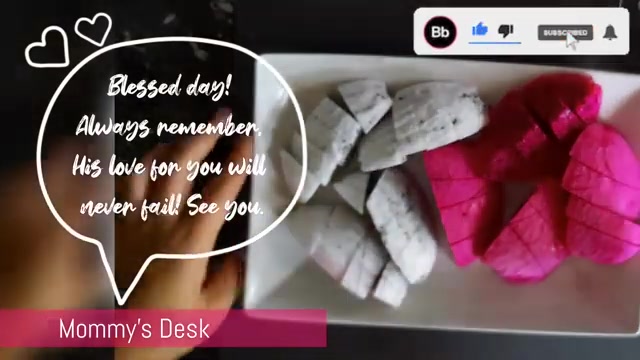 Bb
SUBSCRIBED
Blessed day!
Always remember,
His love for you will
never fail! See you.
Mommy's Desk